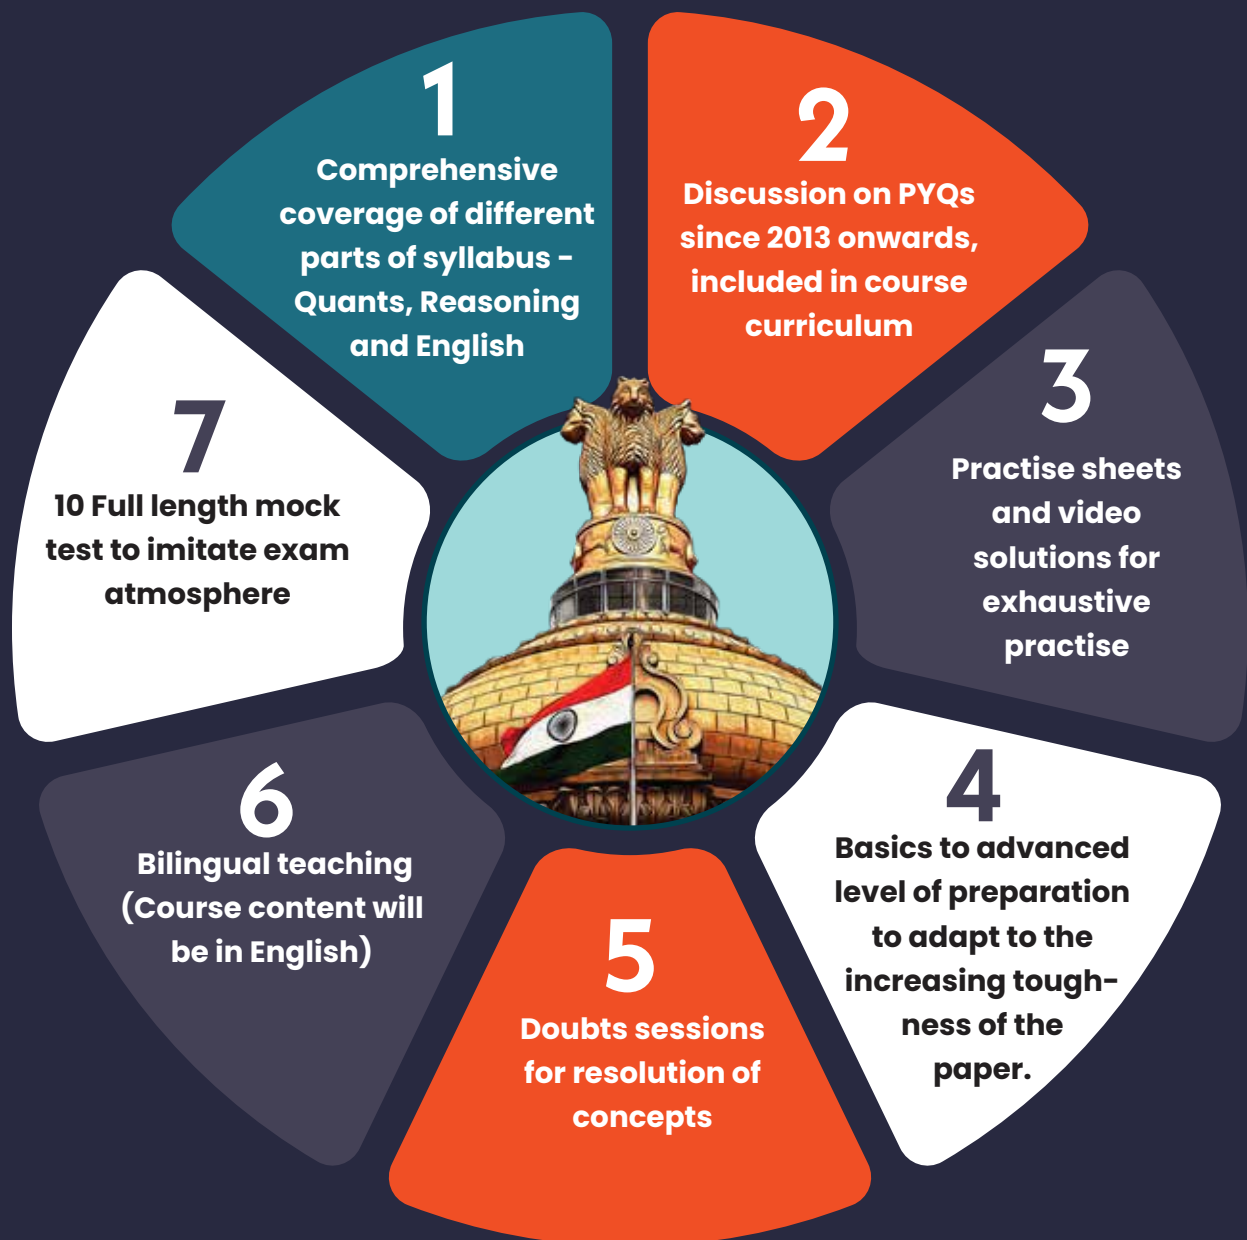 1
Comprehensive
coverage of different
parts of syllabus -
Quants, Reasoning
and English
2
Discussion on PYQs
since 2013 onwards,
included in course
curriculum
3
Practise sheets
and video
solutions for
exhaustive
practise
4
Basics to advanced
level of preparation
to adapt to the
increasing tough-
ness of the
paper.
5
Doubts sessions
for resolution of
concepts
6
Bilingual teaching
(Course content will
be in English)
7
10 Full length mock
test to imitate exam
atmosphere